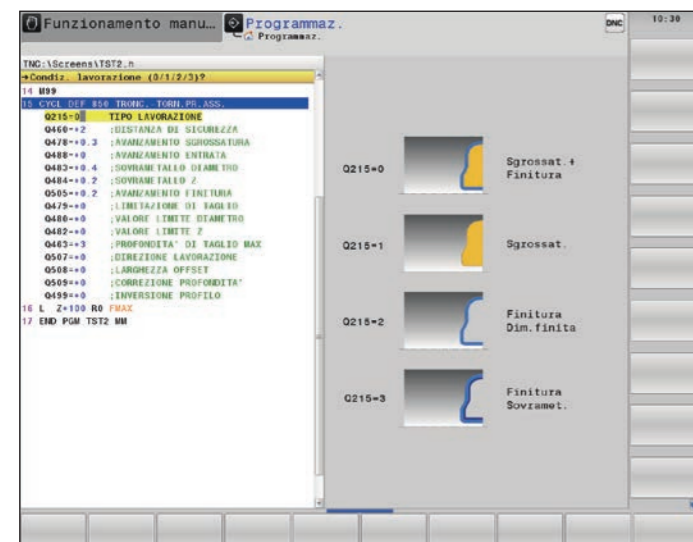 Funzionamento manu...
Programmaz.
Programmaz.
DNC
10:30
TNC:\Screens\TST2.h
→Condiz. lavorazione (0/1/2/3)?
14 M99
15 CYCL DEF 850 TRONC.-TORN.PR.ASS.
Q215=0 TIPO LAVORAZIONE
Q460=+2 ;DISTANZA DI SICUREZZA
Q478=+0.3 ;AVANZAMENTO SGROSSATURA
Q488=+0 ;AVANZAMENTO ENTRATA
Q483=+0.4 ;SOVRAMETALLO DIAMETRO
Q484=+0.2 ;SOVRAMETALLO Z
Q505=+0.2 ;AVANZAMENTO FINITURA
Q479=+0 ;LIMITAZIONE DI TAGLIO
Q480=+0 ;VALORE LIMITE DIAMETRO
Q482=+0 ;VALORE LIMITE Z
Q463=+3 ;PROFONDITA' DI TAGLIO MAX
Q507=+0 ;DIREZIONE LAVORAZIONE
Q508=+0 ;LARGHEZZA OFFSET
Q509=+0 ;CORREZIONE PROFONDITA'
Q499=+0 ;INVERSIONE PROFILO
16 L Z+100 R0 FMAX
17 END PGM TST2 MM
Q215=0
Sgrossat.+
Finitura
Q215=1
Sgrossat.
Q215=2
Finitura
Dim.finita
Q215=3
Finitura
Sovramet.